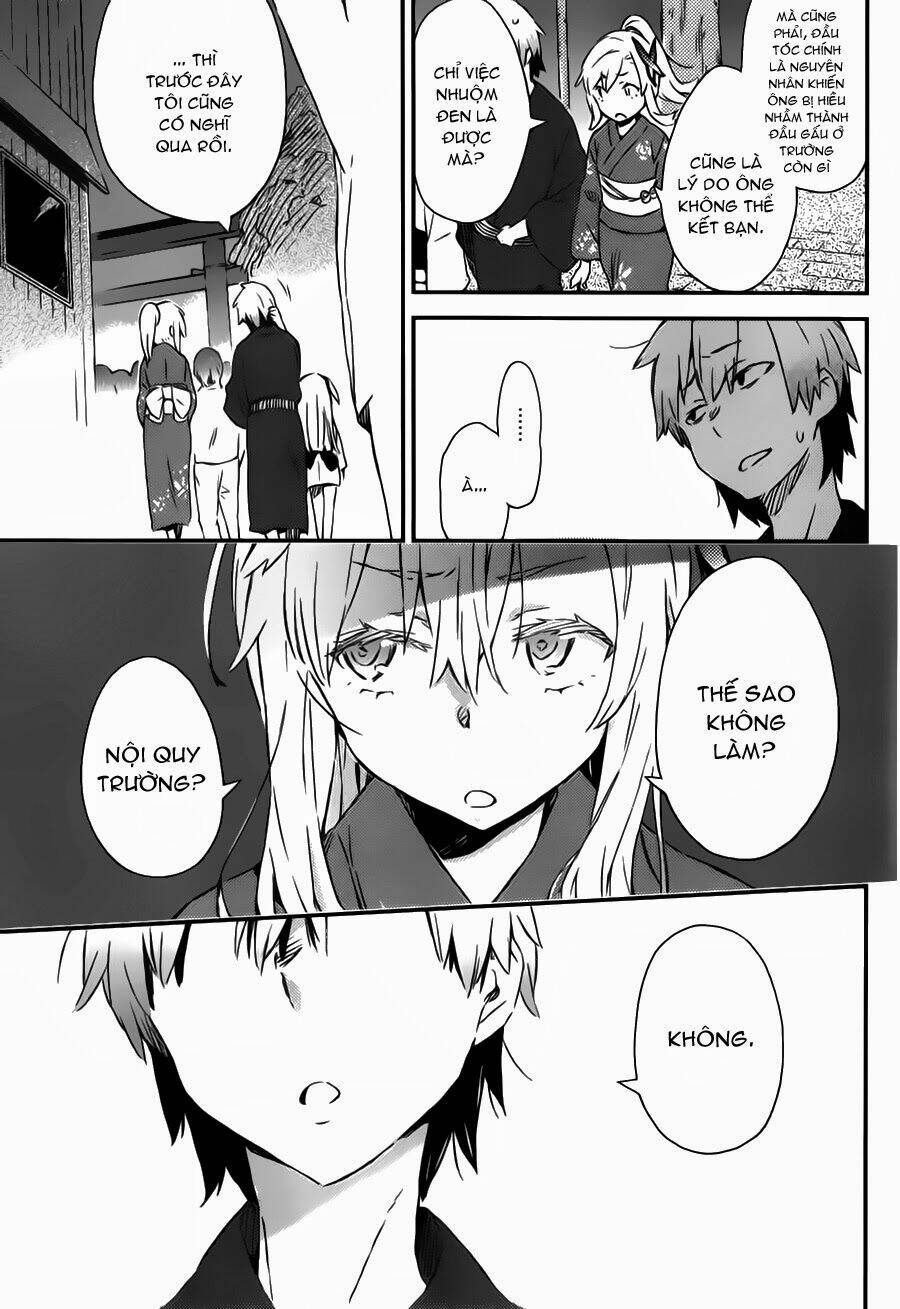 MÀ CŨNG
PHẢI, ĐẦU
TÓC CHÍNH
LÀ NGUYÊN
NHÂN KHIẾN
ÔNG BỊ HIỂU
NHẦM THÀNH
ĐẦU GẤU Ở
TRƯỜNG
CÒN GÌ
CŨNG LÀ
LÝ DO ÔNG
KHÔNG THỂ
KẾT BẠN.
CHỈ VIỆC
NHUỘM
ĐEN LÀ
ĐƯỢC
MÀ?
... THÌ
TRƯỚC ĐÂY
TÔI CŨNG
CÓ NGHĨ
QUA RỒI.
........
À...
THẾ SAO
KHÔNG
LÀM?
NỘI QUY
TRƯỜNG?
KHÔNG.